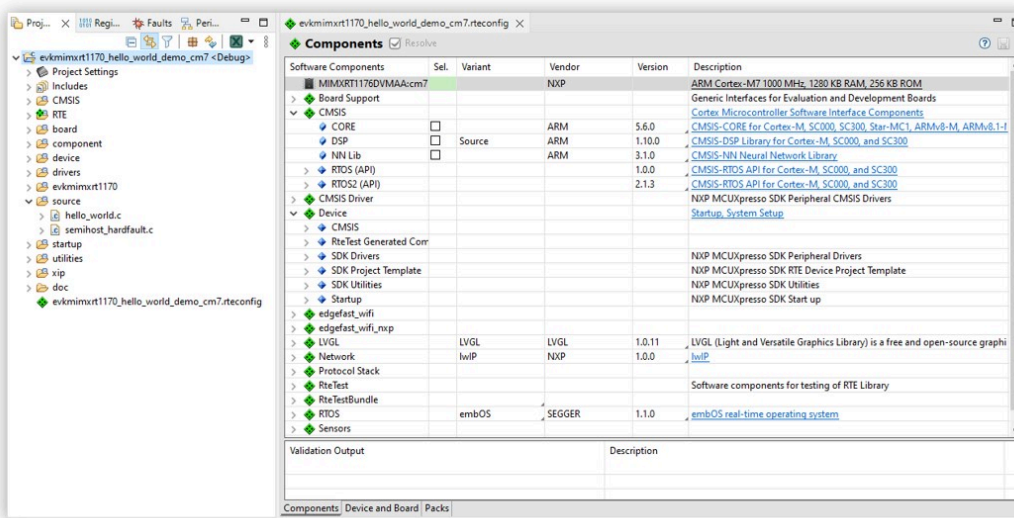 Proj... Regi... Faults Peri...
evkmimxrt1170_hello_world_demo_cm7 <Debug>
Project Settings
Includes
CMSIS
RTE
board
component
device
drivers
evkmimxrt1170
source
hello_world.c
semihost_hardfault.c
startup
utilities
xip
doc
evkmimxrt1170_hello_world_demo_cm7.rteconfig
evkmimxrt1170_hello_world_demo_cm7.rteconfig
Components Resolve
Software Components Sel. Variant Vendor Version Description
MIMXRT1176DVMAA:cm7 NXP ARM Cortex-M7 1000 MHz, 1280 KB RAM, 256 KB ROM
Board Support Generic Interfaces for Evaluation and Development Boards
CMSIS Cortex Microcontroller Software Interface Components
CORE ARM 5.6.0 CMSIS-CORE for Cortex-M, SC000, SC300, Star-MC1, ARMv8-M, ARMv8.1-M
DSP Source ARM 1.10.0 CMSIS-DSP Library for Cortex-M, SC000, and SC300
NN Lib ARM 3.1.0 CMSIS-NN Neural Network Library
RTOS (API) 1.0.0 CMSIS-RTOS API for Cortex-M, SC000, and SC300
RTOS2 (API) 2.1.3 CMSIS-RTOS API for Cortex-M, SC000, and SC300
CMSIS Driver NXP MCUXpresso SDK Peripheral CMSIS Drivers
Device Startup, System Setup
CMSIS
RteTest Generated Com
SDK Drivers NXP MCUXpresso SDK Peripheral Drivers
SDK Project Template NXP MCUXpresso SDK RTE Device Project Template
SDK Utilities NXP MCUXpresso SDK Utilities
Startup NXP MCUXpresso SDK Start up
edgefast_wifi
edgefast_wifi_nxp
LVGL LVGL LVGL 1.0.11 LVGL (Light and Versatile Graphics Library) is a free and open-source graphi
Network lwIP NXP 1.0.0 lwIP
Protocol Stack
RteTest Software components for testing of RTE Library
RteTestBundle
RTOS embOS SEGGER 1.1.0 embOS real-time operating system
Sensors
Validation Output Description
Components Device and Board Packs